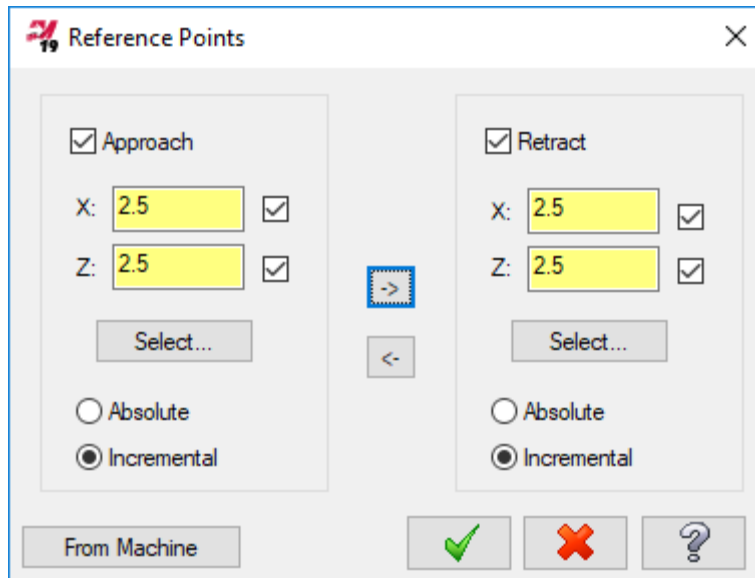 19 Reference Points
Approach
X: 2.5
Z: 2.5
Select...
Absolute
Incremental
->
<-
Retract
X: 2.5
Z: 2.5
Select...
Absolute
Incremental
From Machine
?